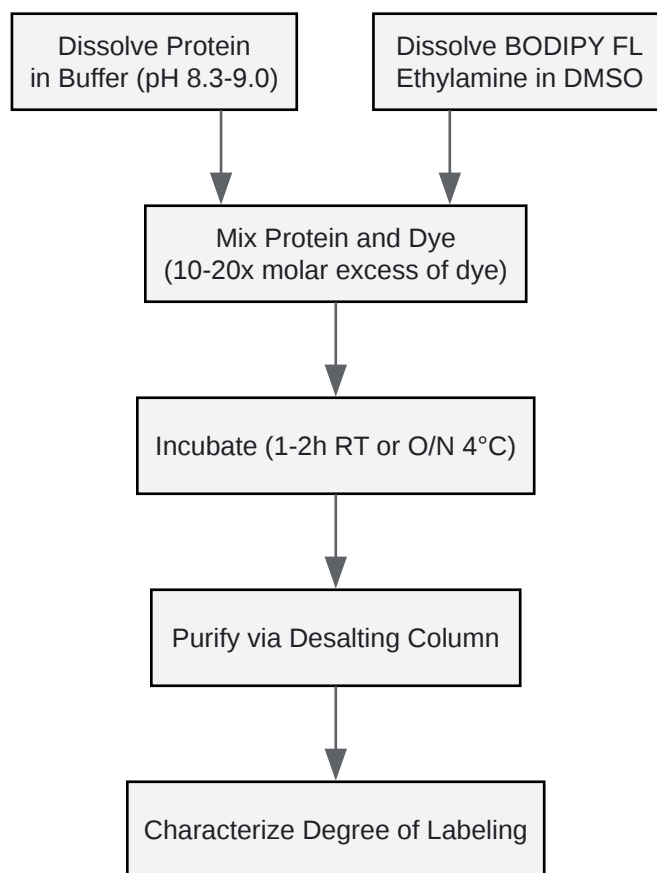 Dissolve Protein
in Buffer (pH 8.3-9.0)
Dissolve BODIPY FL
Ethylamine in DMSO
Mix Protein and Dye
(10-20x molar excess of dye)
Incubate (1-2h RT or O/N 4°C)
Purify via Desalting Column
Characterize Degree of Labeling